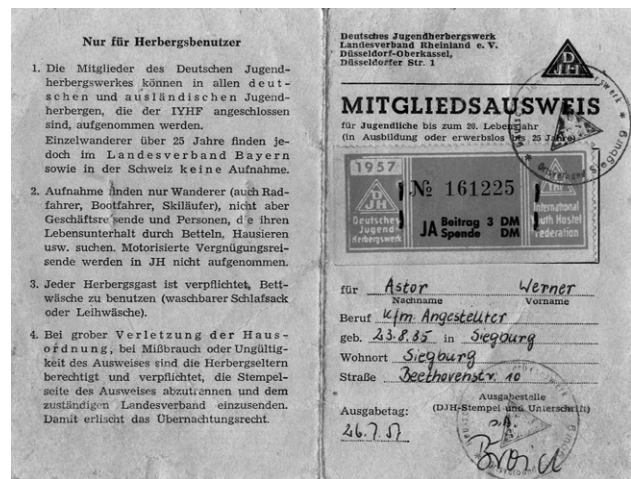 Nur für Herbergsbenutzer
1. Die Mitglieder des Deutschen Jugend-
herbergswerkes können in allen deut-
schen und ausländischen Jugend-
herbergen, die der IYHF angeschlossen
sind, aufgenommen werden.
Einzelwanderer über 25 Jahre finden je-
doch im Landesverband Bayern
sowie in der Schweiz keine Aufnahme.
2. Aufnahme finden nur Wanderer (auch Rad-
fahrer, Bootfahrer, Skiläufer), nicht aber
Geschäftsreisende und Personen, die ihren
Lebensunterhalt durch Betteln, Hausieren
usw. suchen. Motorisierte Vergnügungsrei-
sende werden in JH nicht aufgenommen.
3. Jeder Herbergsgast ist verpflichtet, Bett-
wäsche zu benutzen (waschbarer Schlafsack
oder Leihwäsche).
4. Bei grober Verletzung der Haus-
ordnung, bei Mißbrauch oder Ungültig-
keit des Ausweises sind die Herbergseltern
berechtigt und verpflichtet, die Stempel-
seite des Ausweises abzutrennen und dem
zuständigen Landesverband einzusenden.
Damit erlischt das Übernachtungsrecht.
Deutsches Jugendherbergswerk
Landesverband Rheinland e. V.
Düsseldorf-Oberkassel,
Düsseldorfer Str. 1
DJH
MITGLIEDSAUSWEIS
für Jugendliche bis zum 20. Lebensjahr
(in Ausbildung oder erwerbslos bis 25 Jahre)
1957
DJH
Deutsches
Jugend
Herbergswerk
№ 161225
JA Beitrag 3 DM
Spende DM
International
Youth Hostel
Federation
für Astor Werner
Nachname Vorname
Beruf Kfm. Angestellter
geb. 23.8.35 in Siegburg
Wohnort Siegburg
Straße Beethovenstr. 10
Ausgabestelle
(DJH-Stempel und Unterschrift)
Ausgabetag:
26.7.57